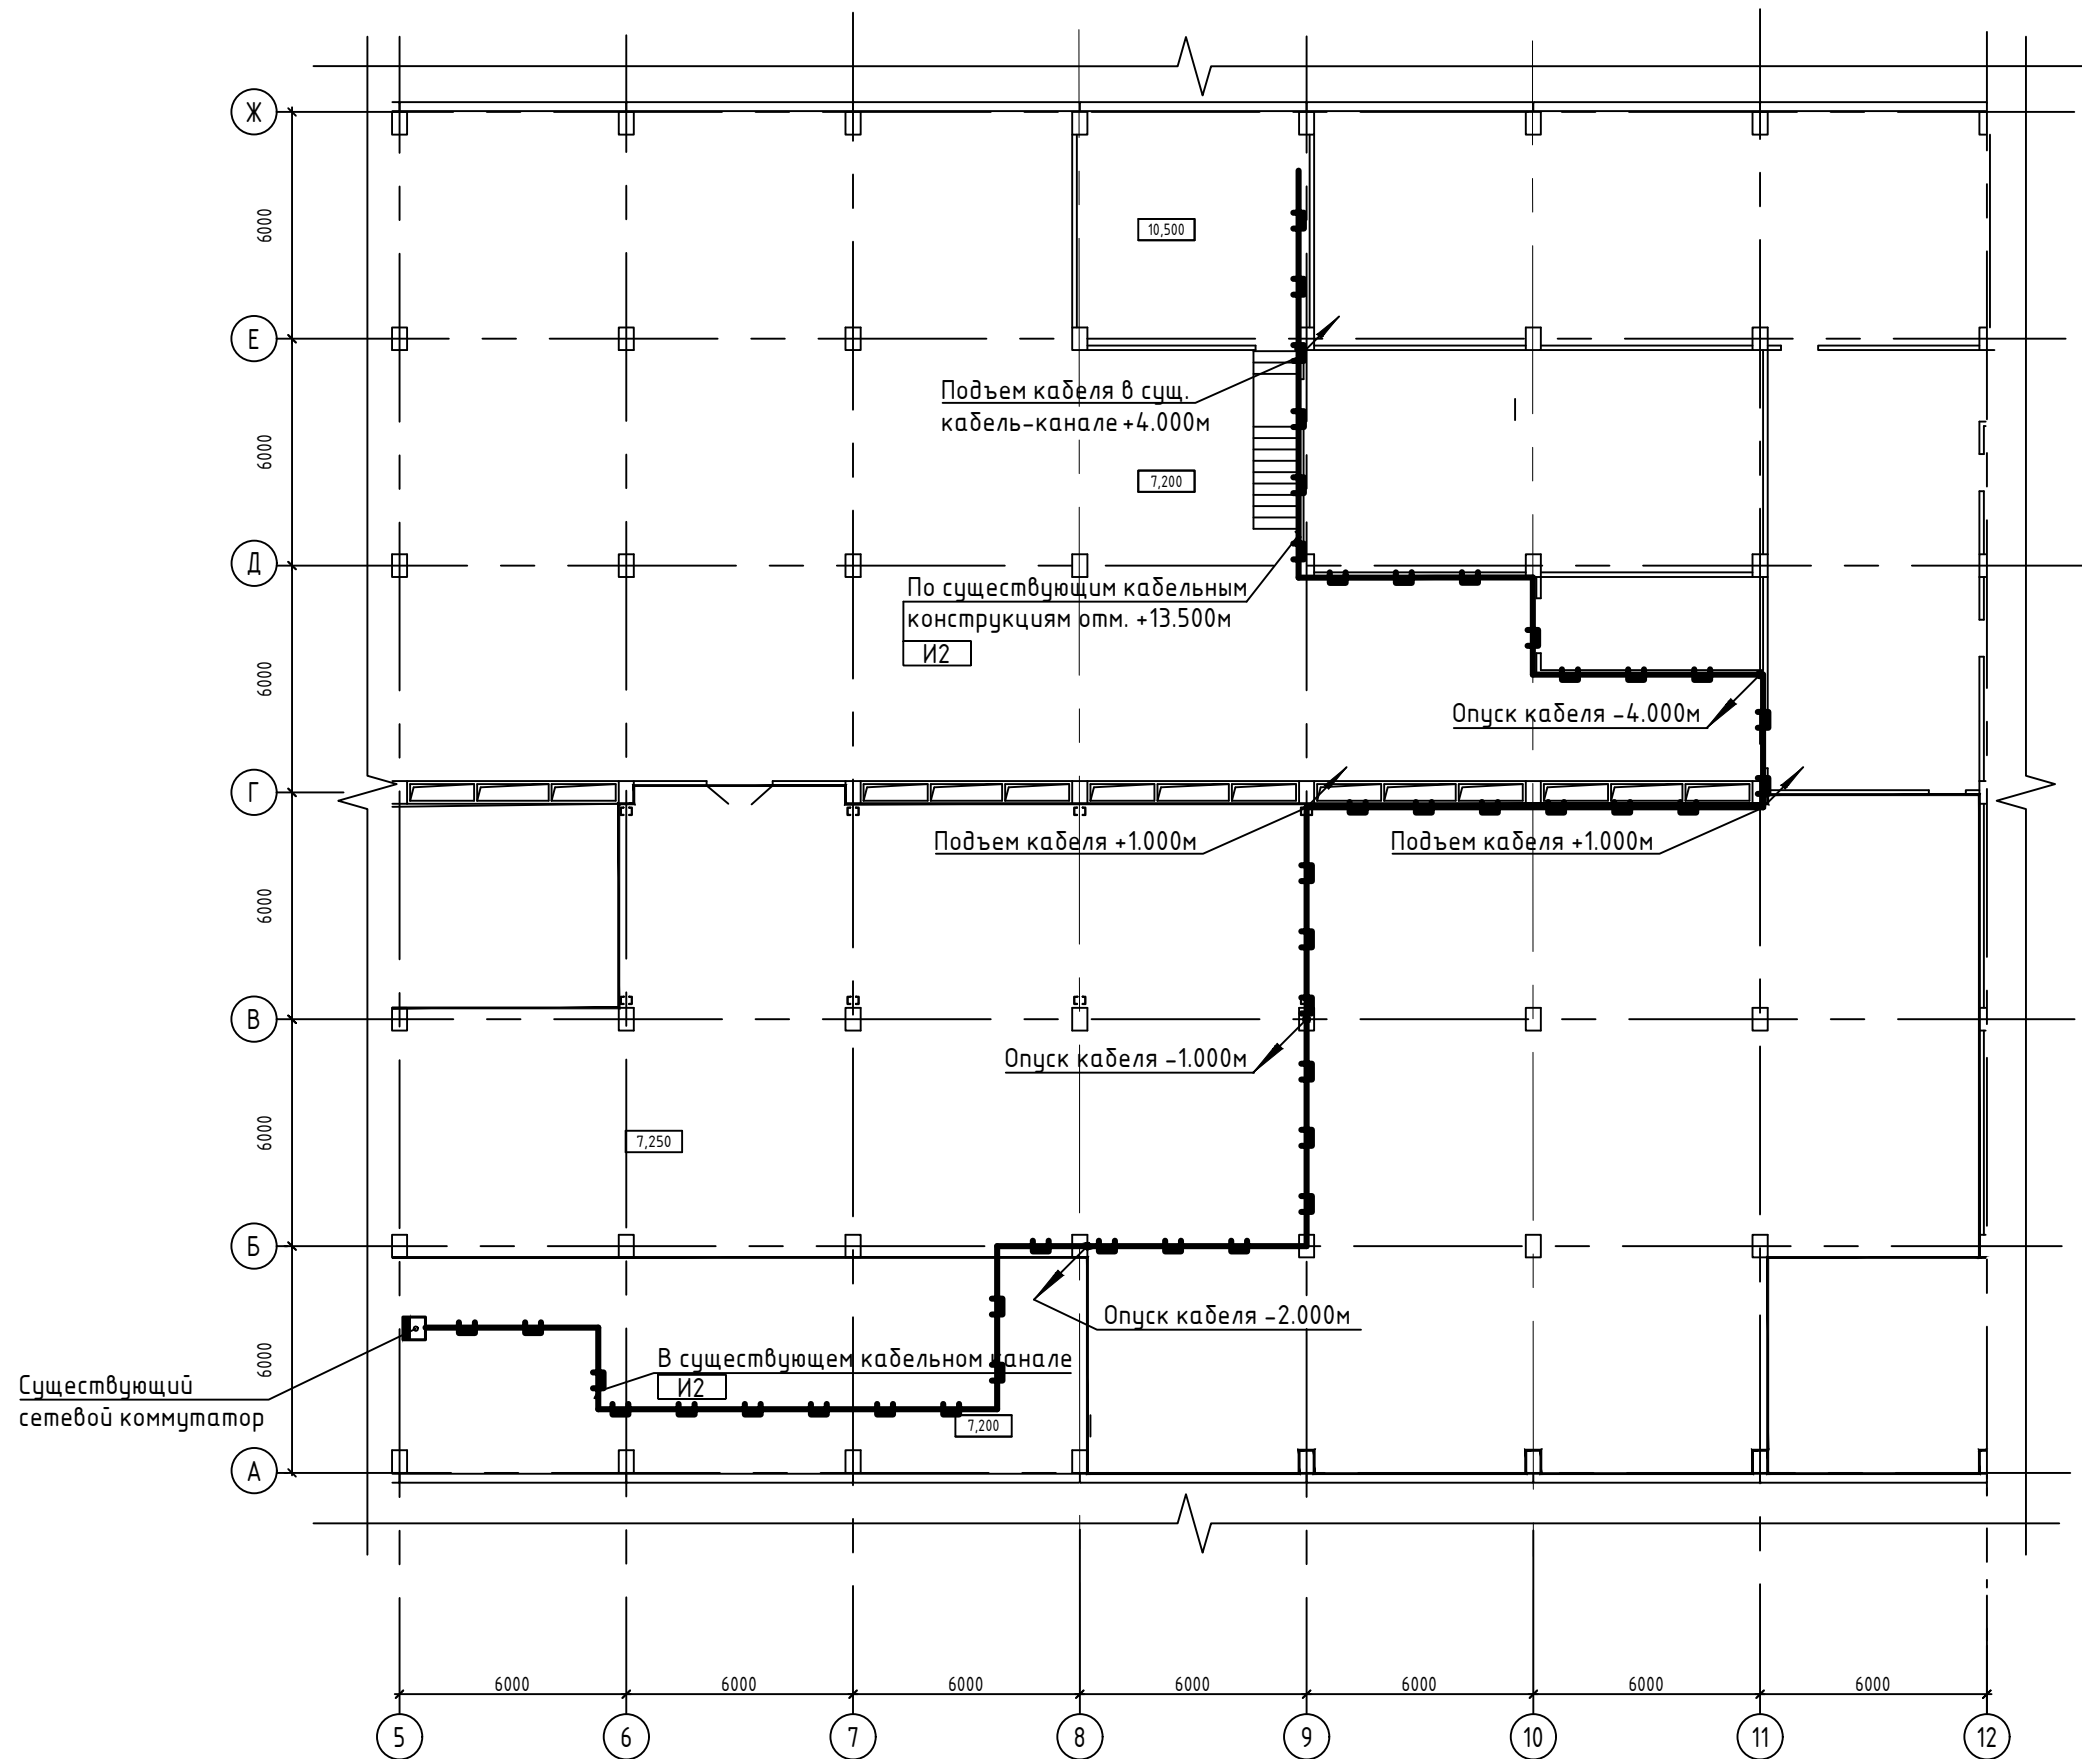 Ж
6000
10,500
Е
Подъем кабеля в сущ.
кабель-канале +4.000м
6000
7,200
Д
По существующим кабельным
конструкциям отм. +13.500м
И2
6000
Опуск кабеля -4.000м
Г
Подъем кабеля +1.000м
Подъем кабеля +1.000м
6000
В
Опуск кабеля -1.000м
6000
7,250
Б
Опуск кабеля -2.000м
6000
В существующем кабельном канале
И2
Существующий
сетевой коммутатор
7,200
А
6000 6000 6000 6000 6000 6000 6000
5 6 7 8 9 10 11 12